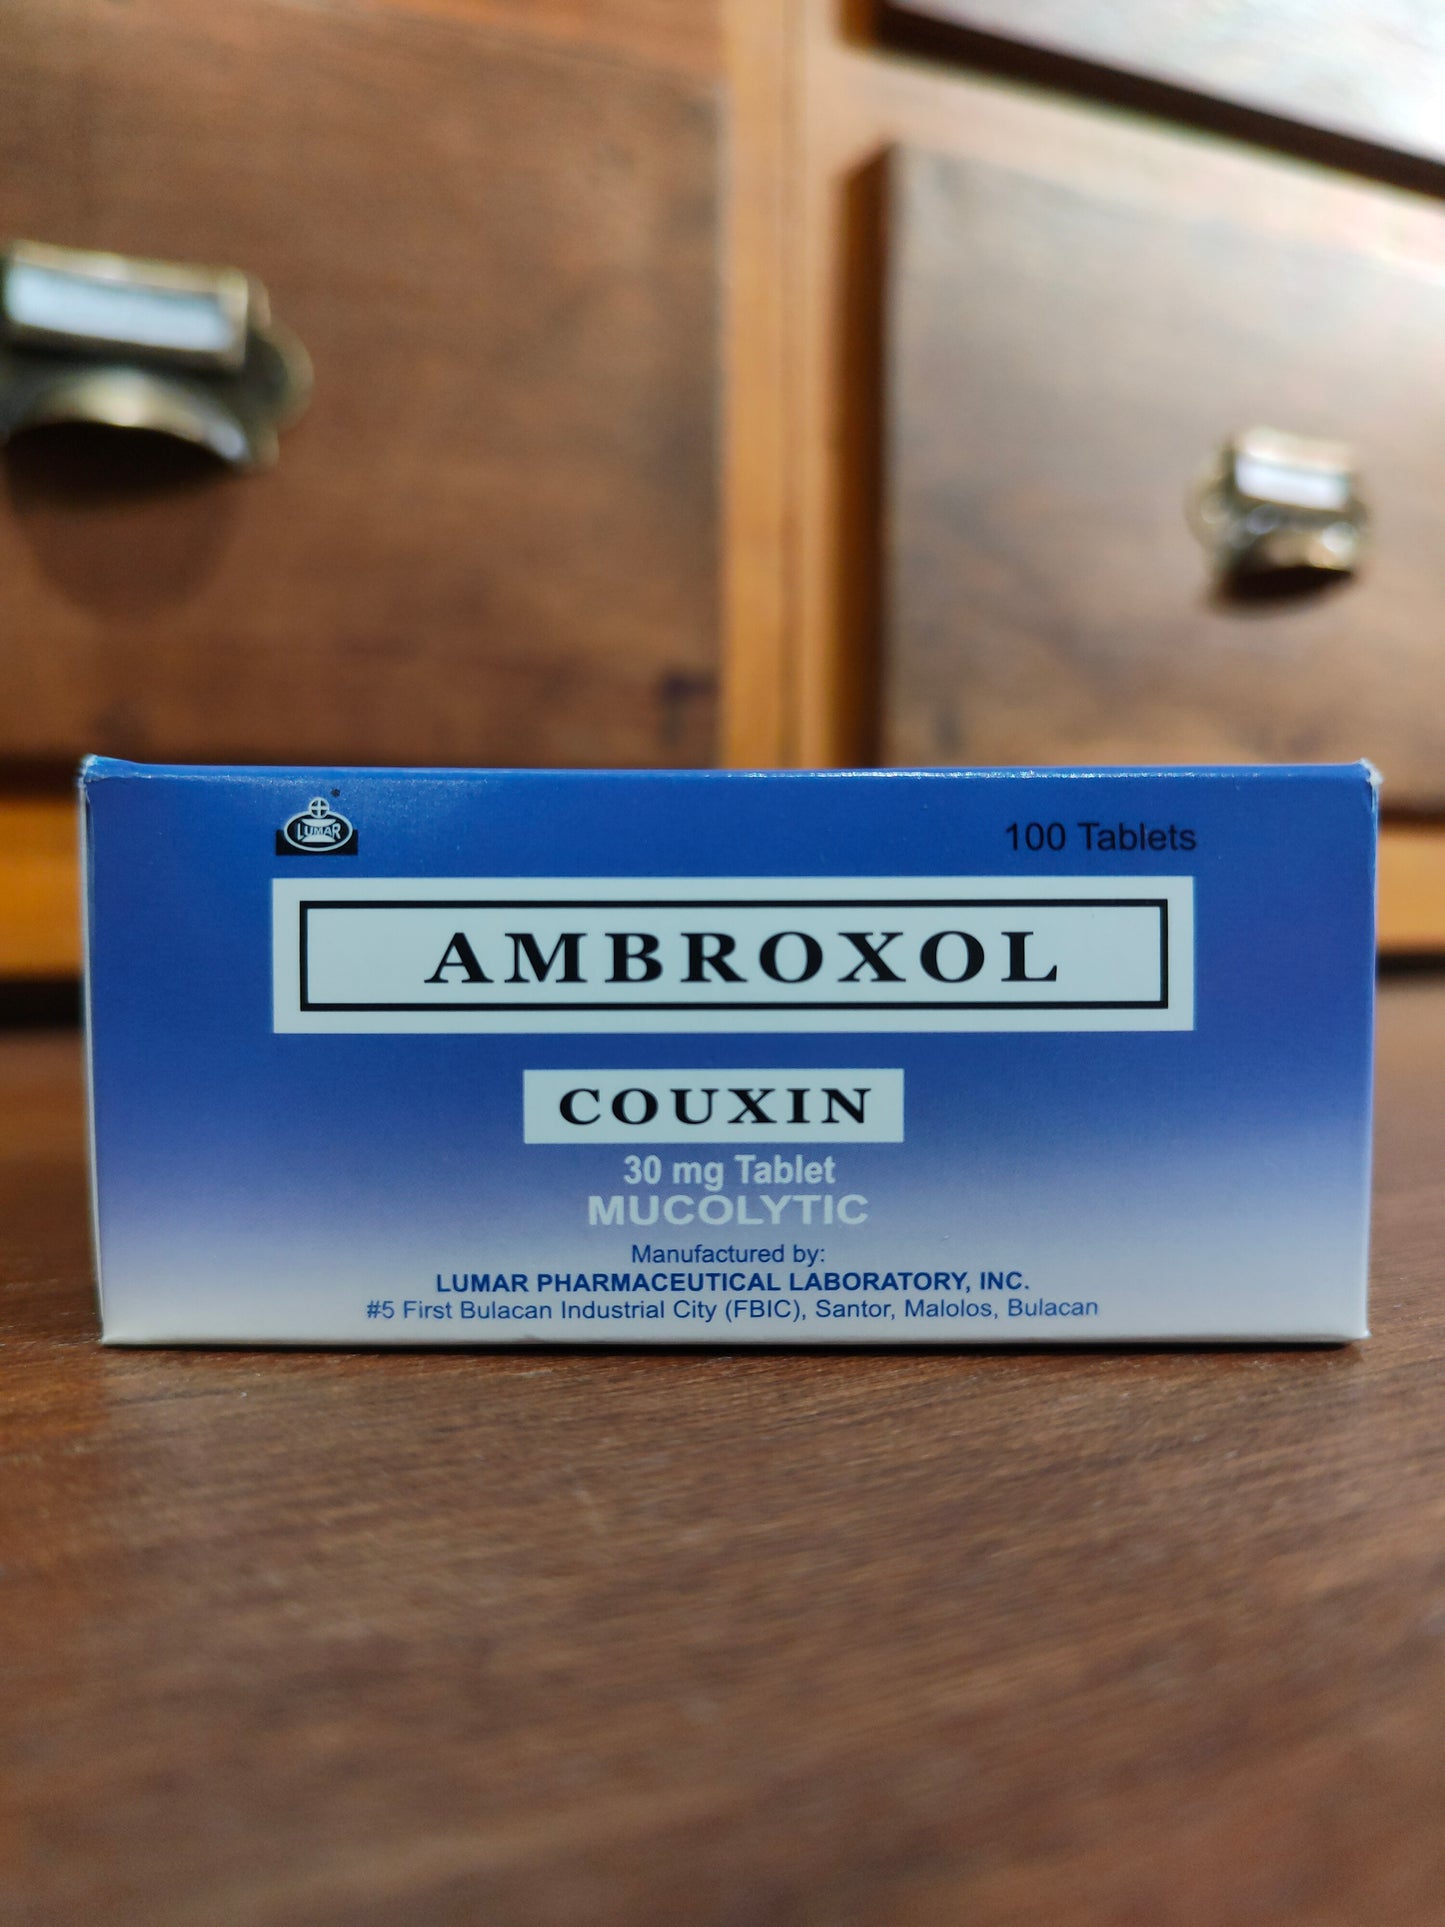 LUMAR
100 Tablets
AMBROXOL
COUXIN
30 mg Tablet
MUCOLYTIC
Manufactured by:
LUMAR PHARMACEUTICAL LABORATORY, INC.
#5 First Bulacan Industrial City (FBIC), Santor, Malolos, Bulacan